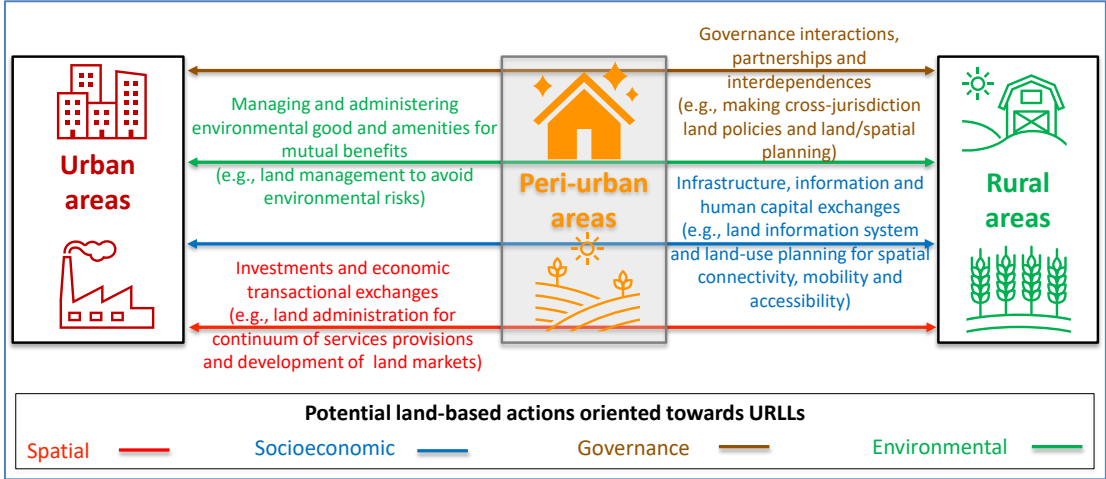 Governance interactions,
partnerships and
interdependences
(e.g., making cross-jurisdiction
land policies and land/spatial
planning)
Managing and administering
environmental good and amenities for
mutual benefits
(e.g., land management to avoid
environmental risks)
Urban
areas
Peri-urban
areas
Rural
areas
Infrastructure, information and
human capital exchanges
(e.g., land information system
and land-use planning for spatial
connectivity, mobility and
accessibility)
Investments and economic
transactional exchanges
(e.g., land administration for
continuum of services provisions
and development of land markets)
Potential land-based actions oriented towards URLLs
Spatial
Socioeconomic
Governance
Environmental